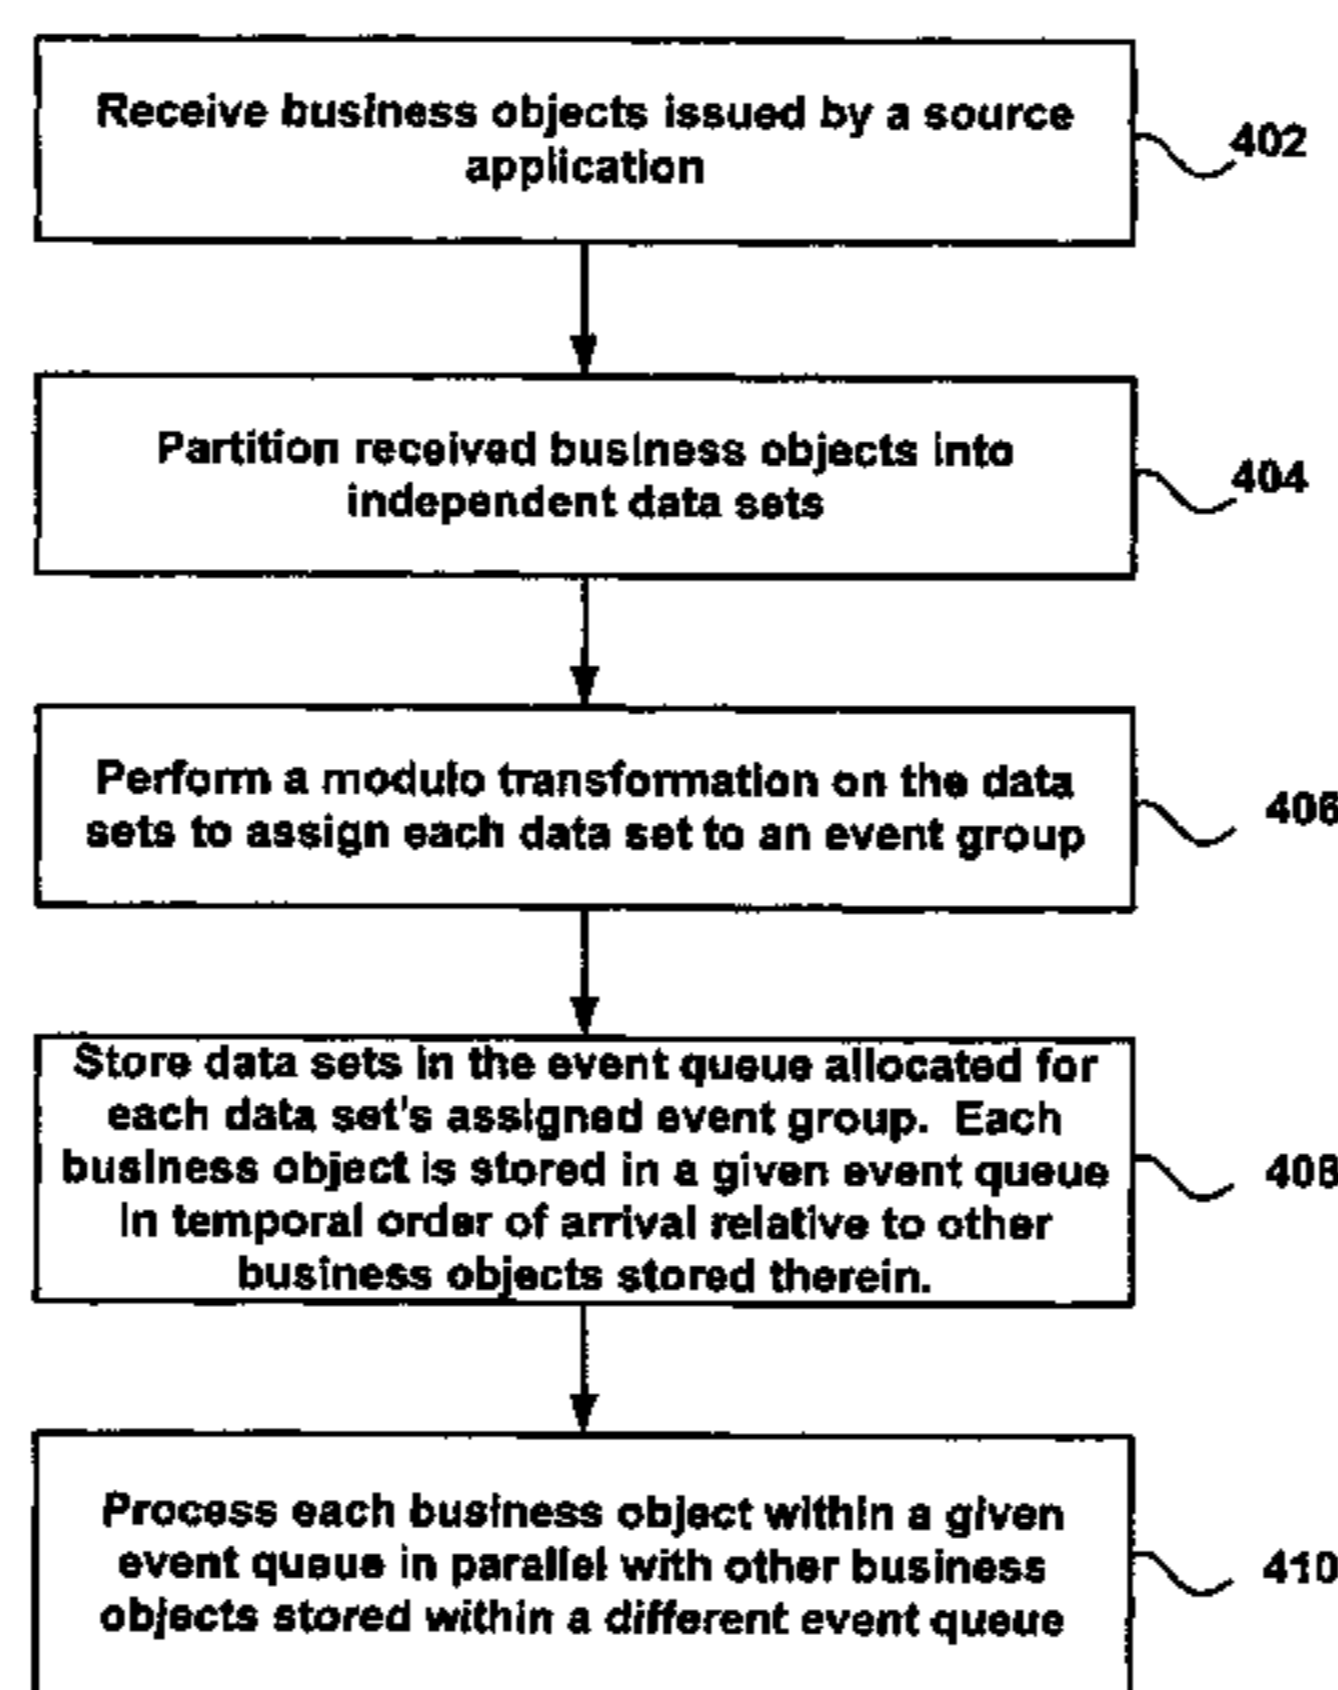 Receive business objects issued by a source
application
402
Partition received business objects into
independent data sets
404
Perform a modulo transformation on the data
sets to assign each data set to an event group
406
Store data sets in the event queue allocated for
each data set's assigned event group. Each
business object is stored in a given event queue
in temporal order of arrival relative to other
business objects stored therein.
408
Process each business object within a given
event queue in parallel with other business
objects stored within a different event queue
410